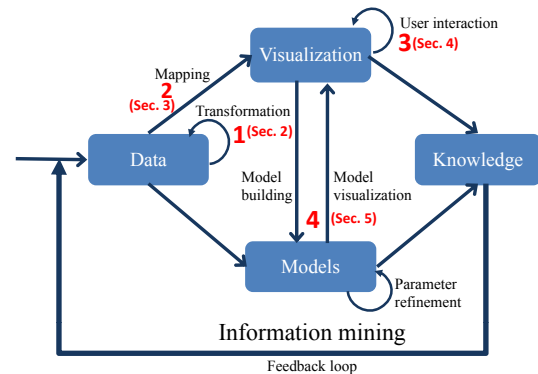 User interaction
3 (Sec. 4)
Visualization
Mapping
2
(Sec. 3)
Transformation
1 (Sec. 2)
Data
Knowledge
Model
building
Model
visualization
4 (Sec. 5)
Models
Parameter
refinement
Information mining
Feedback loop